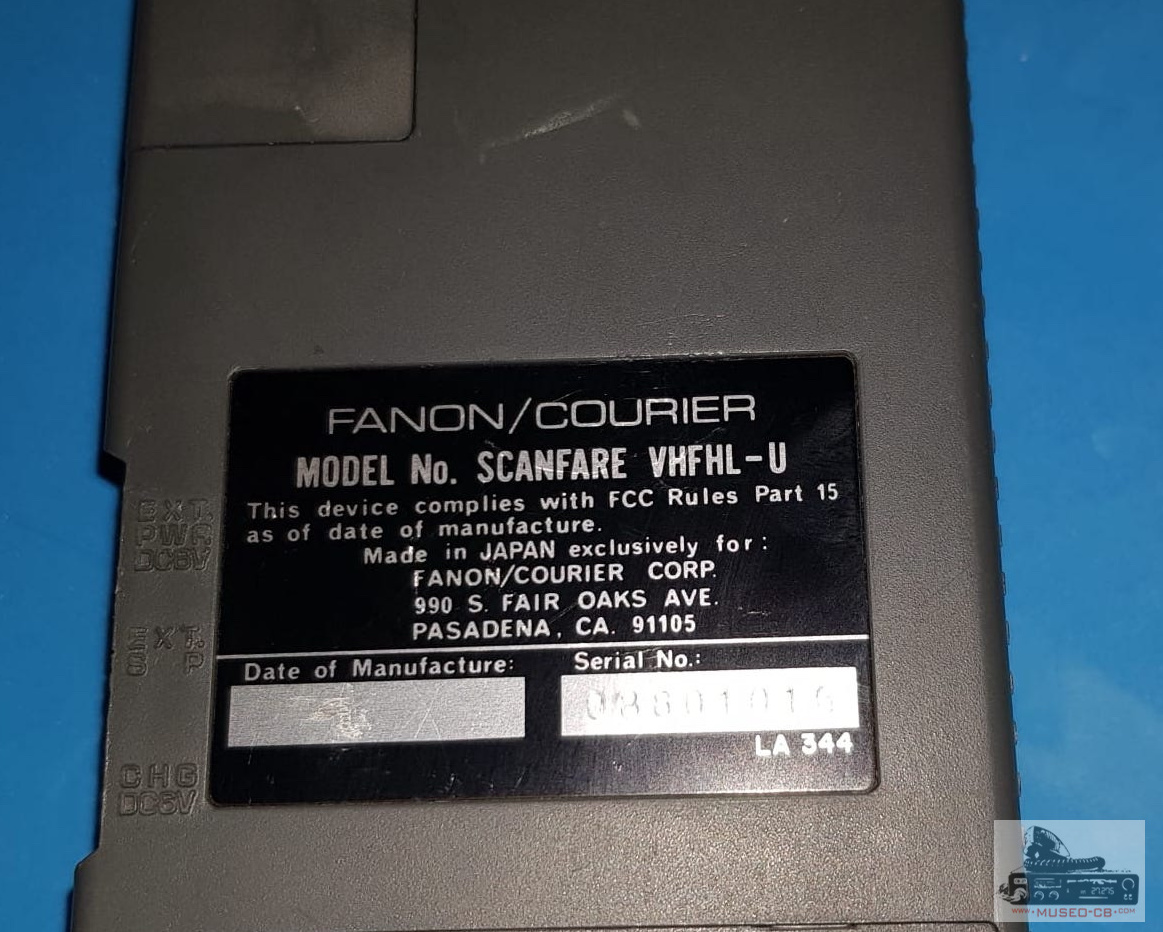 FANON/COURIER
MODEL No. SCANFARE VHFHL-U
This device complies with FCC Rules Part 15
as of date of manufacture.
Made in JAPAN exclusively for:
FANON/COURIER CORP.
990 S. FAIR OAKS AVE.
PASADENA, CA. 91105
Date of Manufacture:
Serial No.:
LA 344
EXT.
PWR
DC6V
EXT.
S P
CHG
DC6V
www.MUSEO-CB.com